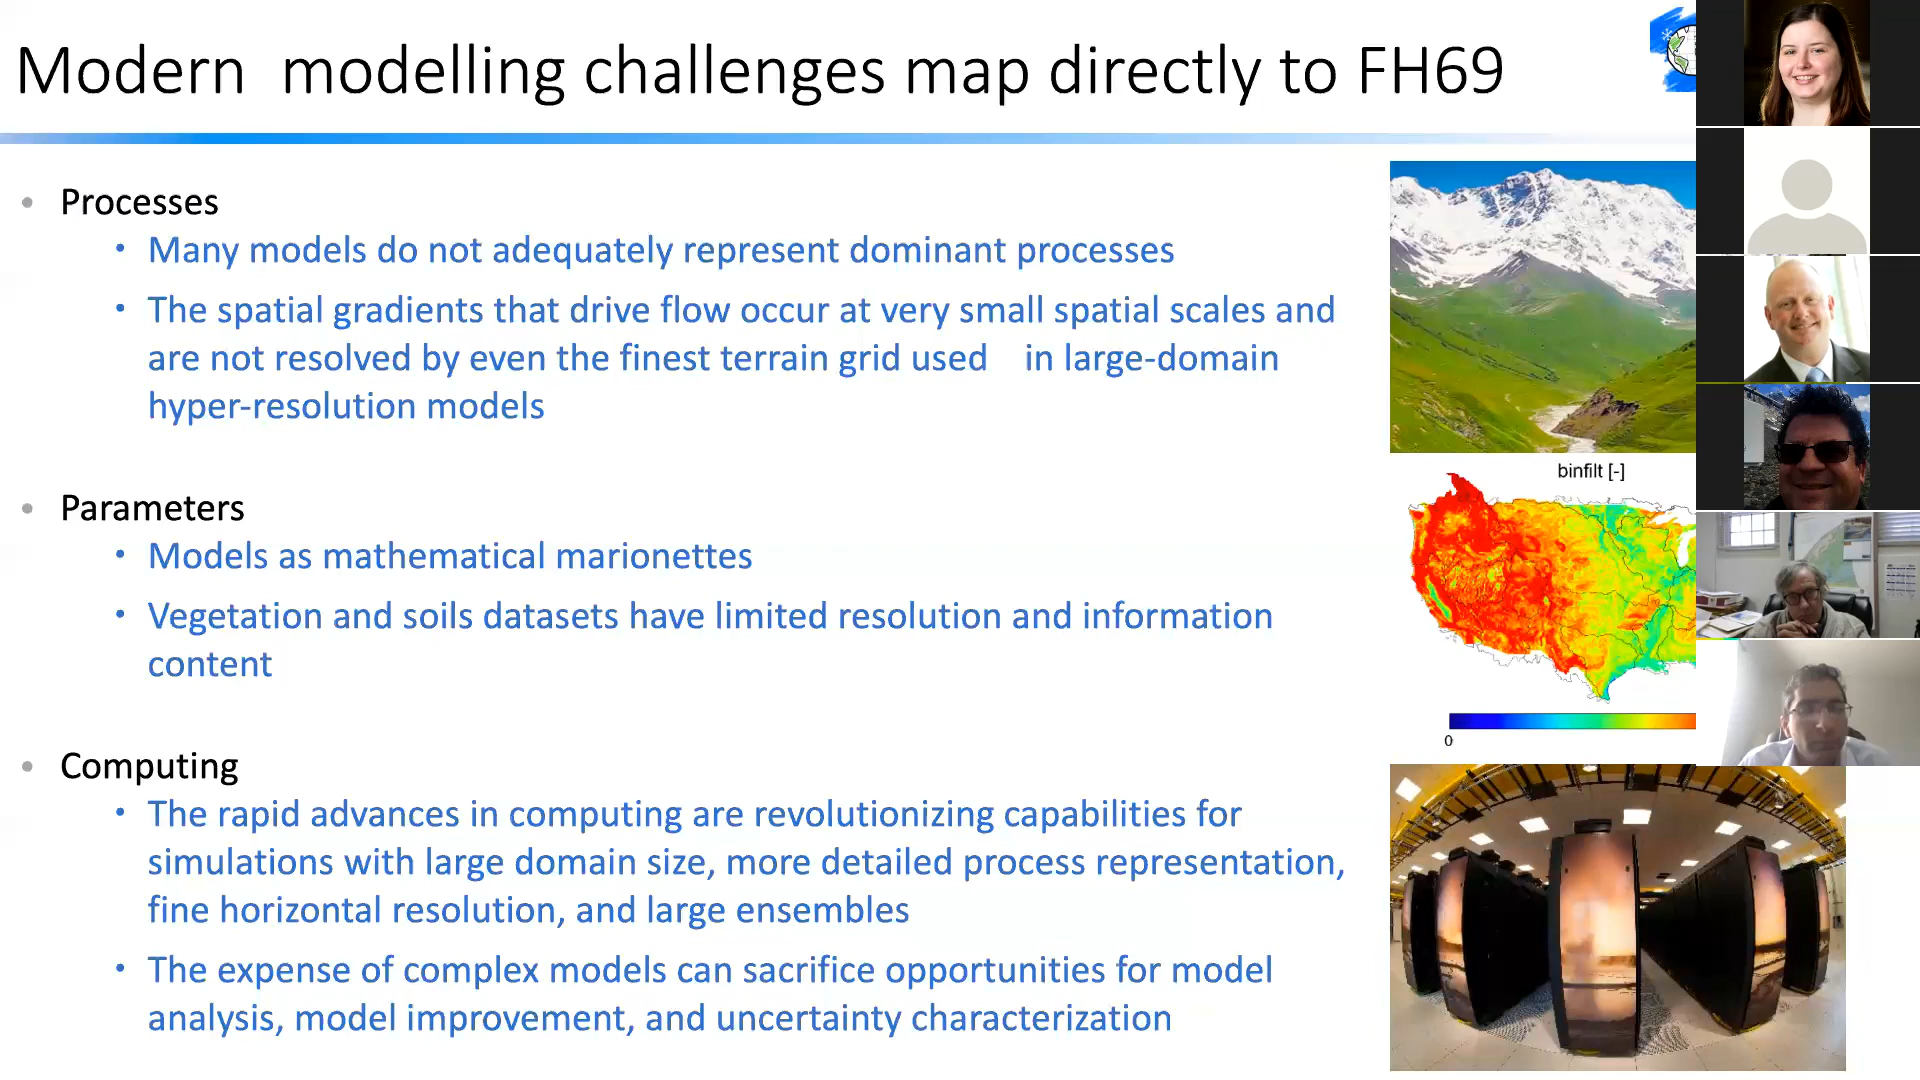 Modern  modelling challenges map directly to FH69
• Processes
• Many models do not adequately represent dominant processes
• The spatial gradients that drive flow occur at very small spatial scales and
are not resolved by even the finest terrain grid used    in large-domain
hyper-resolution models
binfilt [-]
• Parameters
• Models as mathematical marionettes
• Vegetation and soils datasets have limited resolution and information
content
0
• Computing
• The rapid advances in computing are revolutionizing capabilities for
simulations with large domain size, more detailed process representation,
fine horizontal resolution, and large ensembles
• The expense of complex models can sacrifice opportunities for model
analysis, model improvement, and uncertainty characterization